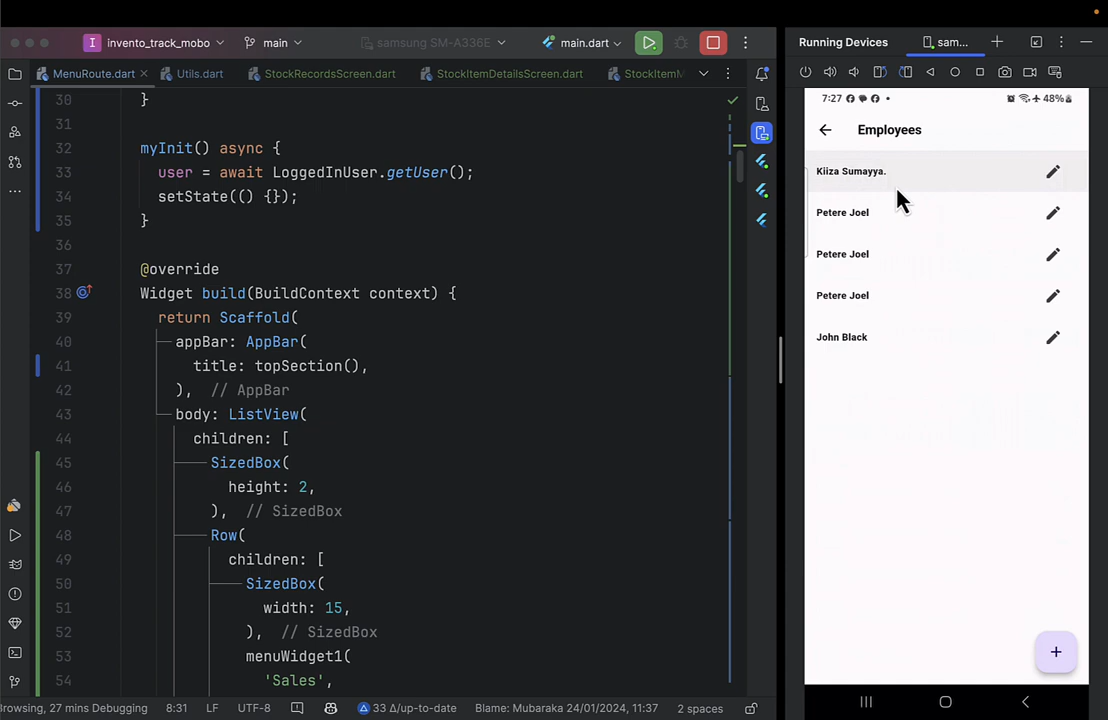 I invento_track_mobo main samsung SM-A336E main.dart
MenuRoute.dart Utils.dart StockRecordsScreen.dart StockItemDetailsScreen.dart StockItemM
30 }
31
32 myInit() async {
33 user = await LoggedInUser.getUser();
34 setState(() {});
35 }
36
37 @override
38 Widget build(BuildContext context) {
39 return Scaffold(
40 appBar: AppBar(
41 title: topSection(),
42 ), // AppBar
43 body: ListView(
44 children: [
45 SizedBox(
46 height: 2,
47 ), // SizedBox
48 Row(
49 children: [
50 SizedBox(
51 width: 15,
52 ), // SizedBox
53 menuWidget1(
54 'Sales',
rowsing, 27 mins Debugging 8:31 LF UTF-8 33 Δ/up-to-date Blame: Mubaraka 24/01/2024, 11:37 2 spaces
Running Devices sam...
7:27 48%
Employees
Kiiza Sumayya.
Petere Joel
Petere Joel
Petere Joel
John Black
+